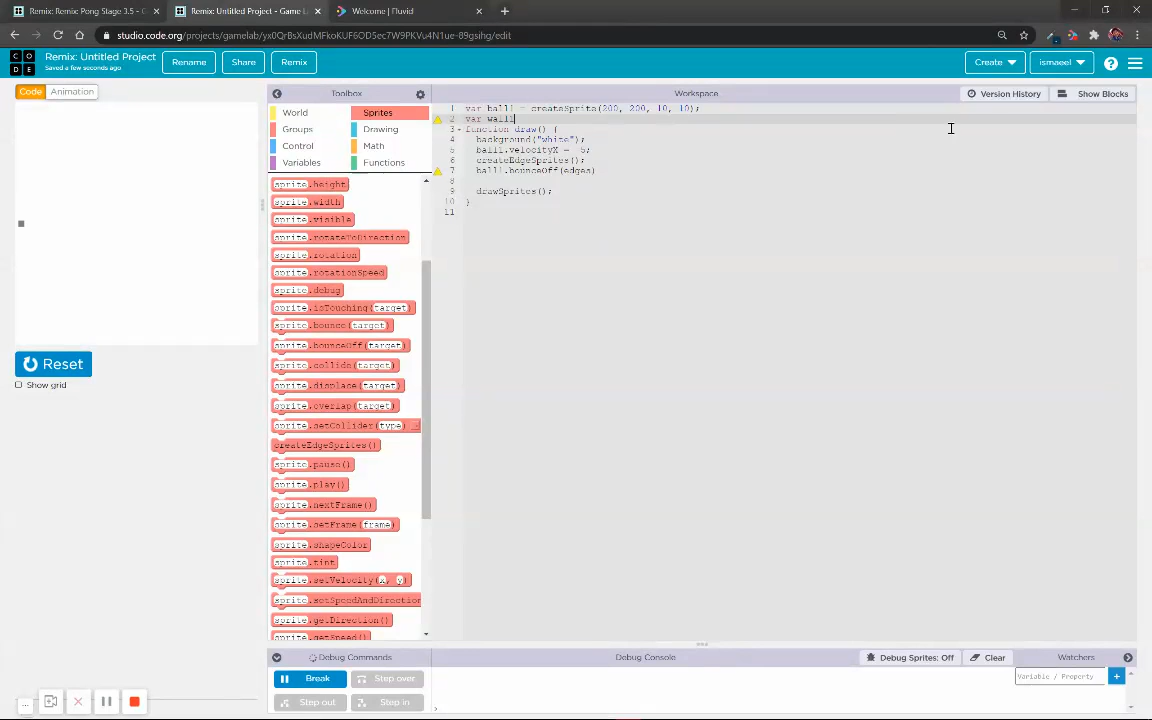 Remix: Remix Pong Stage 3.5 - C
Remix: Untitled Project - Game L
Welcome | Fluvid
studio.code.org/projects/gamelab/yx0QrBsXudMFkoKUF6OD5ec7W9PKVu4N1ue-89gsihg/edit
CO
DE
Remix: Untitled Project
Saved a few seconds ago
Rename
Share
Remix
Create
ismaeel
Code
Animation
Toolbox
Workspace
Version History
Show Blocks
World
Sprites
Groups
Drawing
Control
Math
Variables
Functions
sprite.height
sprite.width
sprite.visible
sprite.rotateToDirection
sprite.rotation
sprite.rotationSpeed
sprite.debug
sprite.isTouching(target)
sprite.bounce(target)
sprite.bounceOff(target)
sprite.collide(target)
sprite.displace(target)
sprite.overlap(target)
sprite.setCollider(type)
createEdgeSprites()
sprite.pause()
sprite.play()
sprite.nextFrame()
sprite.setFrame(frame)
sprite.shapeColor
sprite.tint
sprite.setVelocity(x, y)
sprite.setSpeedAndDirection
sprite.getDirection()
sprite.getSpeed()
1 var ball1 = createSprite(200, 200, 10, 10);
2 var wall1
3 function draw() {
4 background("white");
5 ball1.velocityX = -5;
6 createEdgeSprites();
7 ball1.bounceOff(edges)
9 drawSprites();
10 }
11
Reset
Show grid
Debug Commands
Debug Console
Debug Sprites: Off
Clear
Watchers
Break
Step over
Step out
Step in
Variable / Property
+
›
...